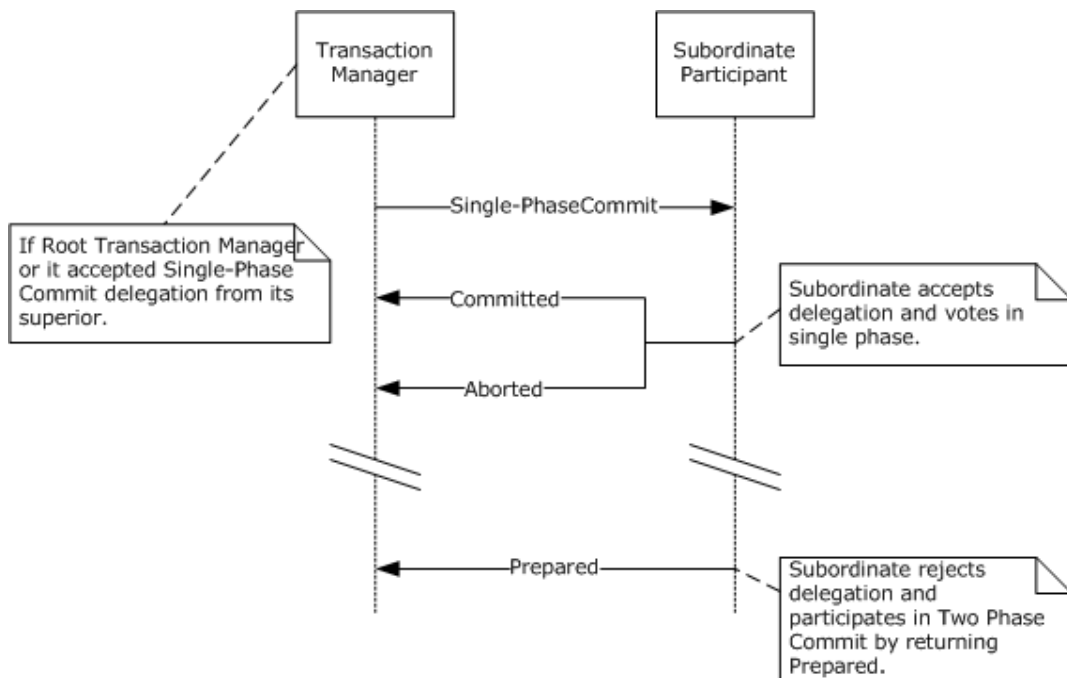 Transaction
Manager
Subordinate
Participant
Single-PhaseCommit
If Root Transaction Manager
or it accepted Single-Phase
Commit delegation from its
superior.
Committed
Subordinate accepts
delegation and votes in
single phase.
Aborted
Prepared
Subordinate rejects
delegation and
participates in Two Phase
Commit by returning
Prepared.